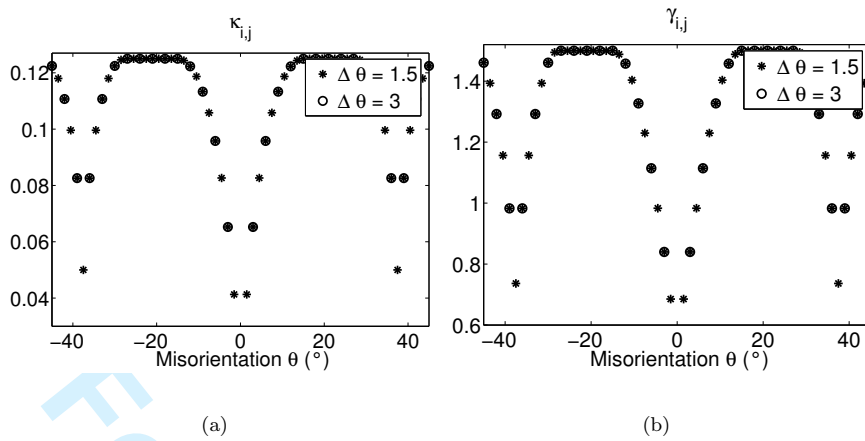 κi,j
0.12
0.1
0.08
0.06
0.04
∗ Δ θ = 1.5
○ Δ θ = 3
−40 −20 0 20 40
Misorientation θ (°)
(a)
γi,j
1.4
1.2
1
0.8
0.6
∗ Δ θ = 1.5
○ Δ θ = 3
−40 −20 0 20 40
Misorientation θ (°)
(b)